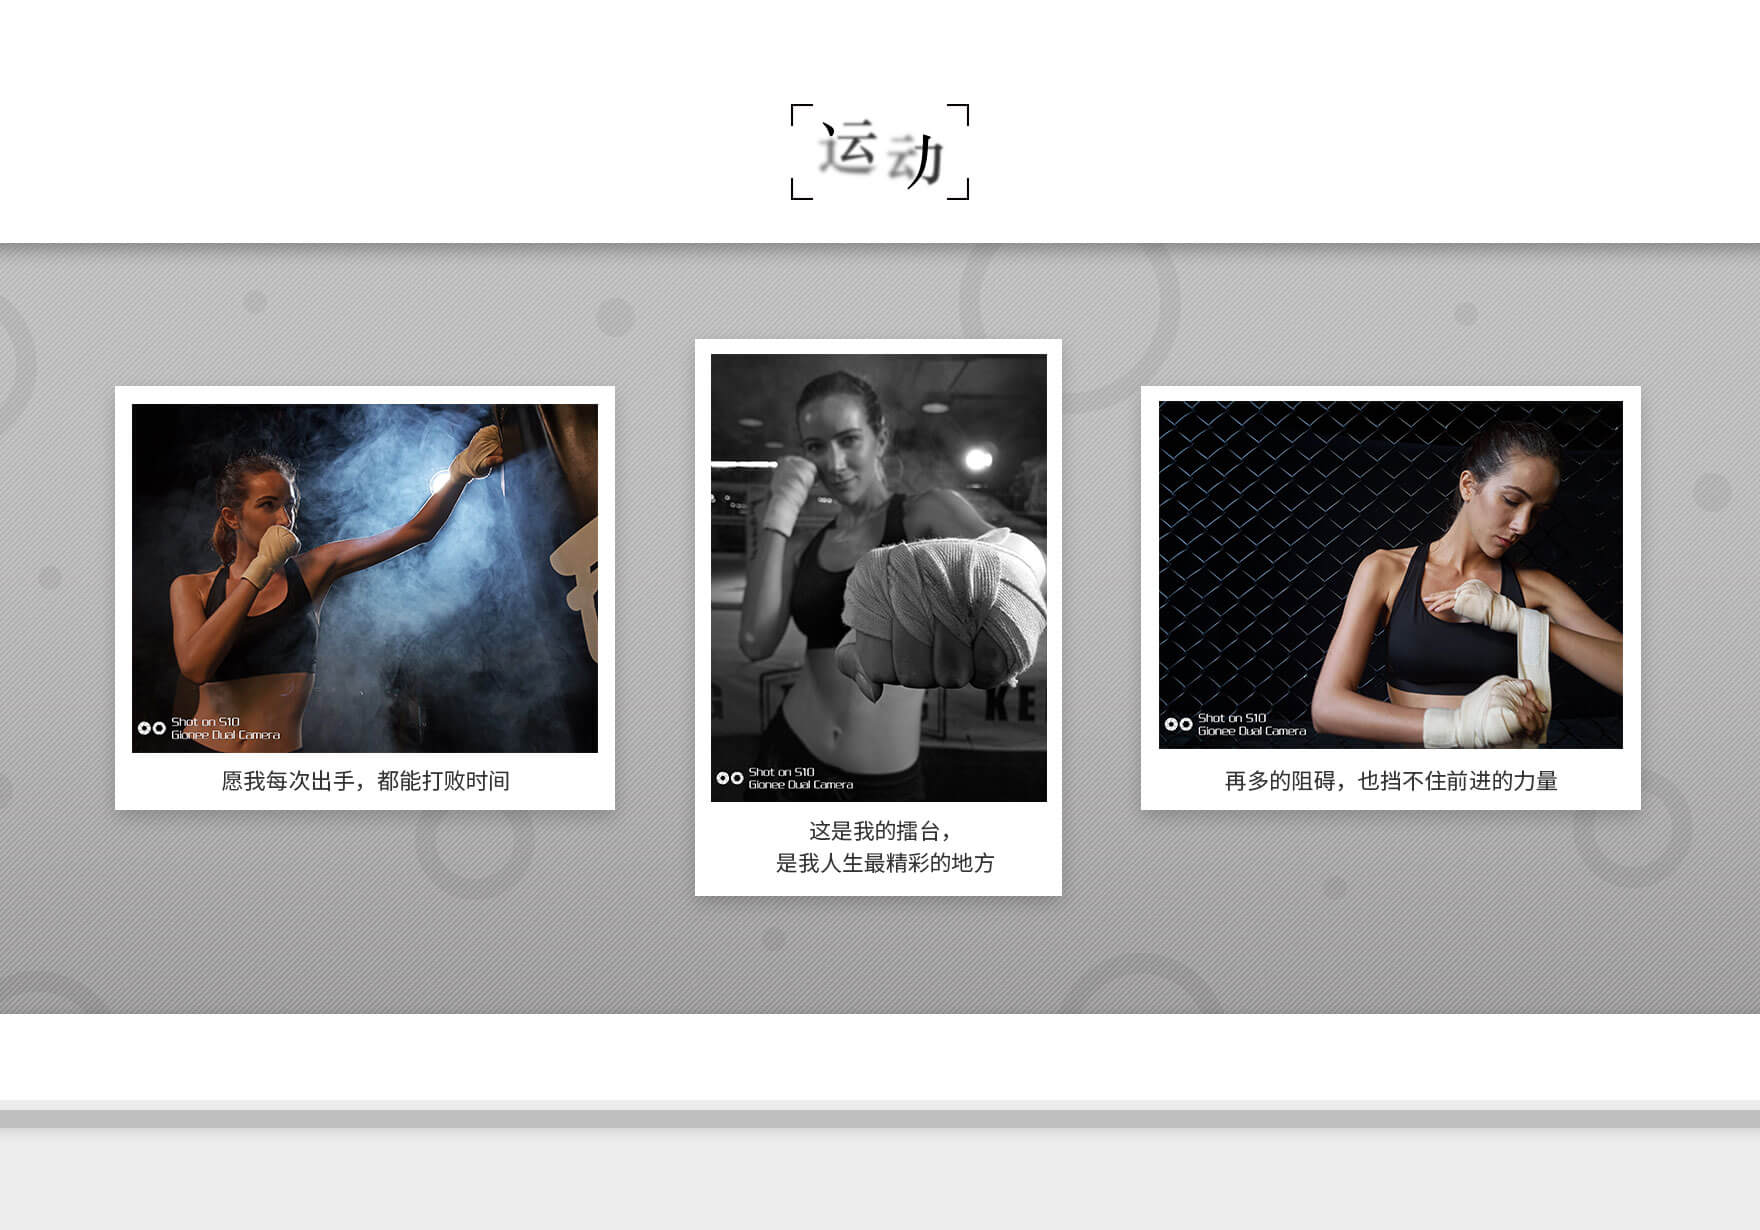 运动
Shot on S10
Gionee Dual Camera
愿我每次出手，都能打败时间
KE
Shot on S10
Gionee Dual Camera
这是我的擂台，
是我人生最精彩的地方
Shot on S10
Gionee Dual Camera
再多的阻碍，也挡不住前进的力量